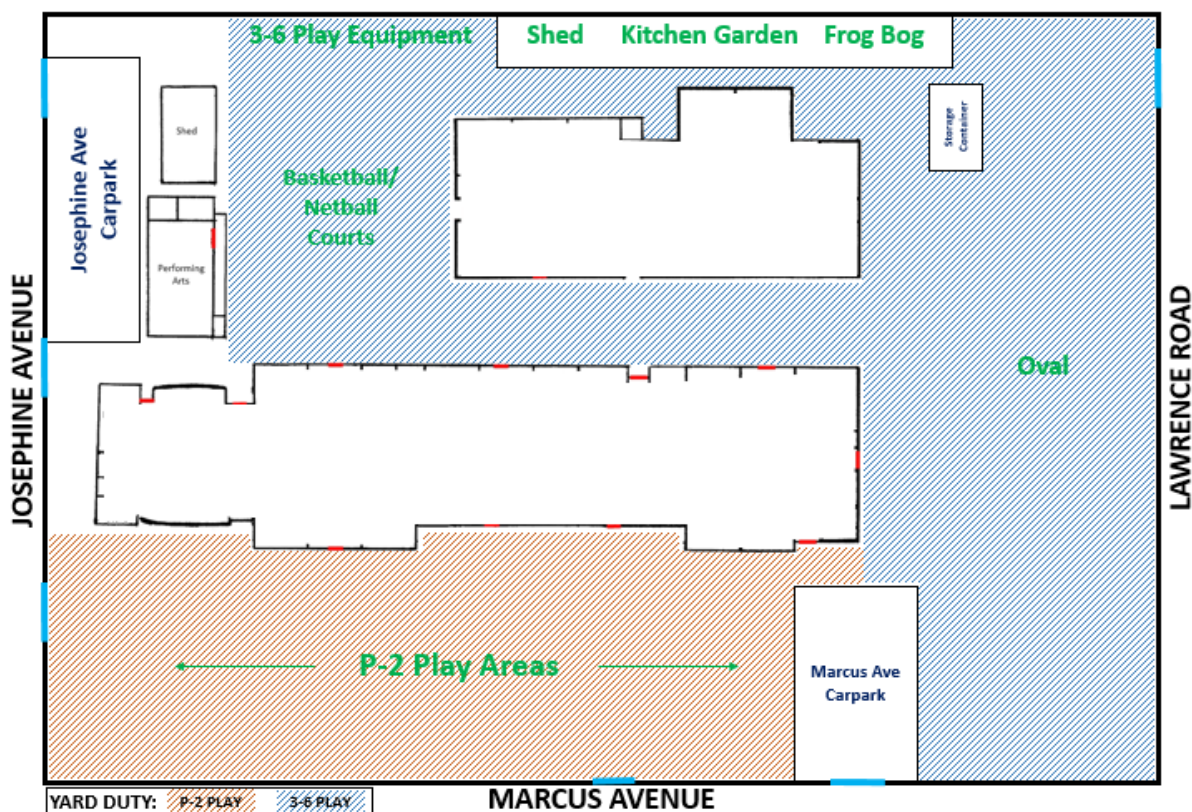 3-6 Play Equipment
Shed
Kitchen Garden
Frog Bog
Josephine Ave
Carpark
Shed
Storage
Container
Basketball/
Netball
Courts
Performing
Arts
JOSEPHINE AVENUE
LAWRENCE ROAD
Oval
P-2 Play Areas
Marcus Ave
Carpark
YARD DUTY: P-2 PLAY 3-6 PLAY
MARCUS AVENUE